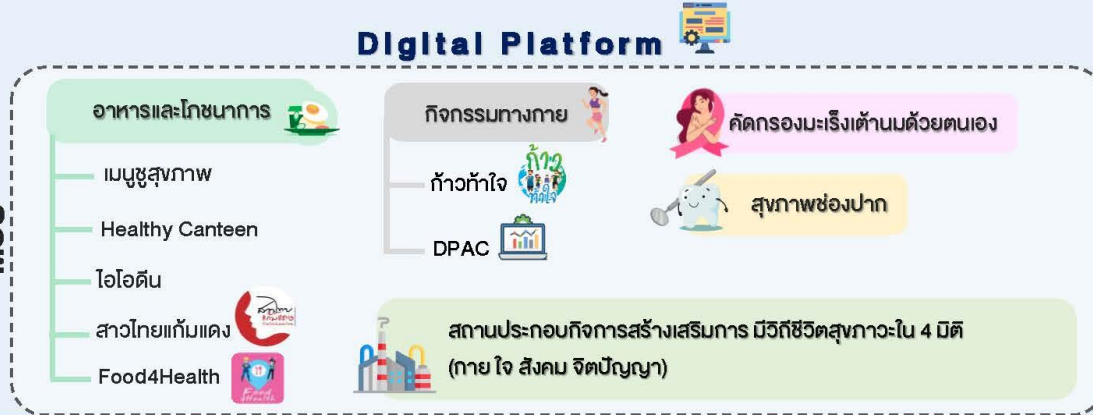 Digital Platform
อาหารและโภชนาการ
เมนูชูสุขภาพ
Healthy Canteen
ไอโอดีน
สาวไทยแก้มแดง
Food4Health
กิจกรรมทางกาย
ก้าวท้าใจ
ก้าว
ท้าใจ
DPAC
คัดกรองมะเร็งเต้านมด้วยตนเอง
สุขภาพช่องปาก
สถานประกอบกิจการสร้างเสริมการ มีวิถีชีวิตสุขภาวะใน 4 มิติ
(กาย ใจ สังคม จิตปัญญา)